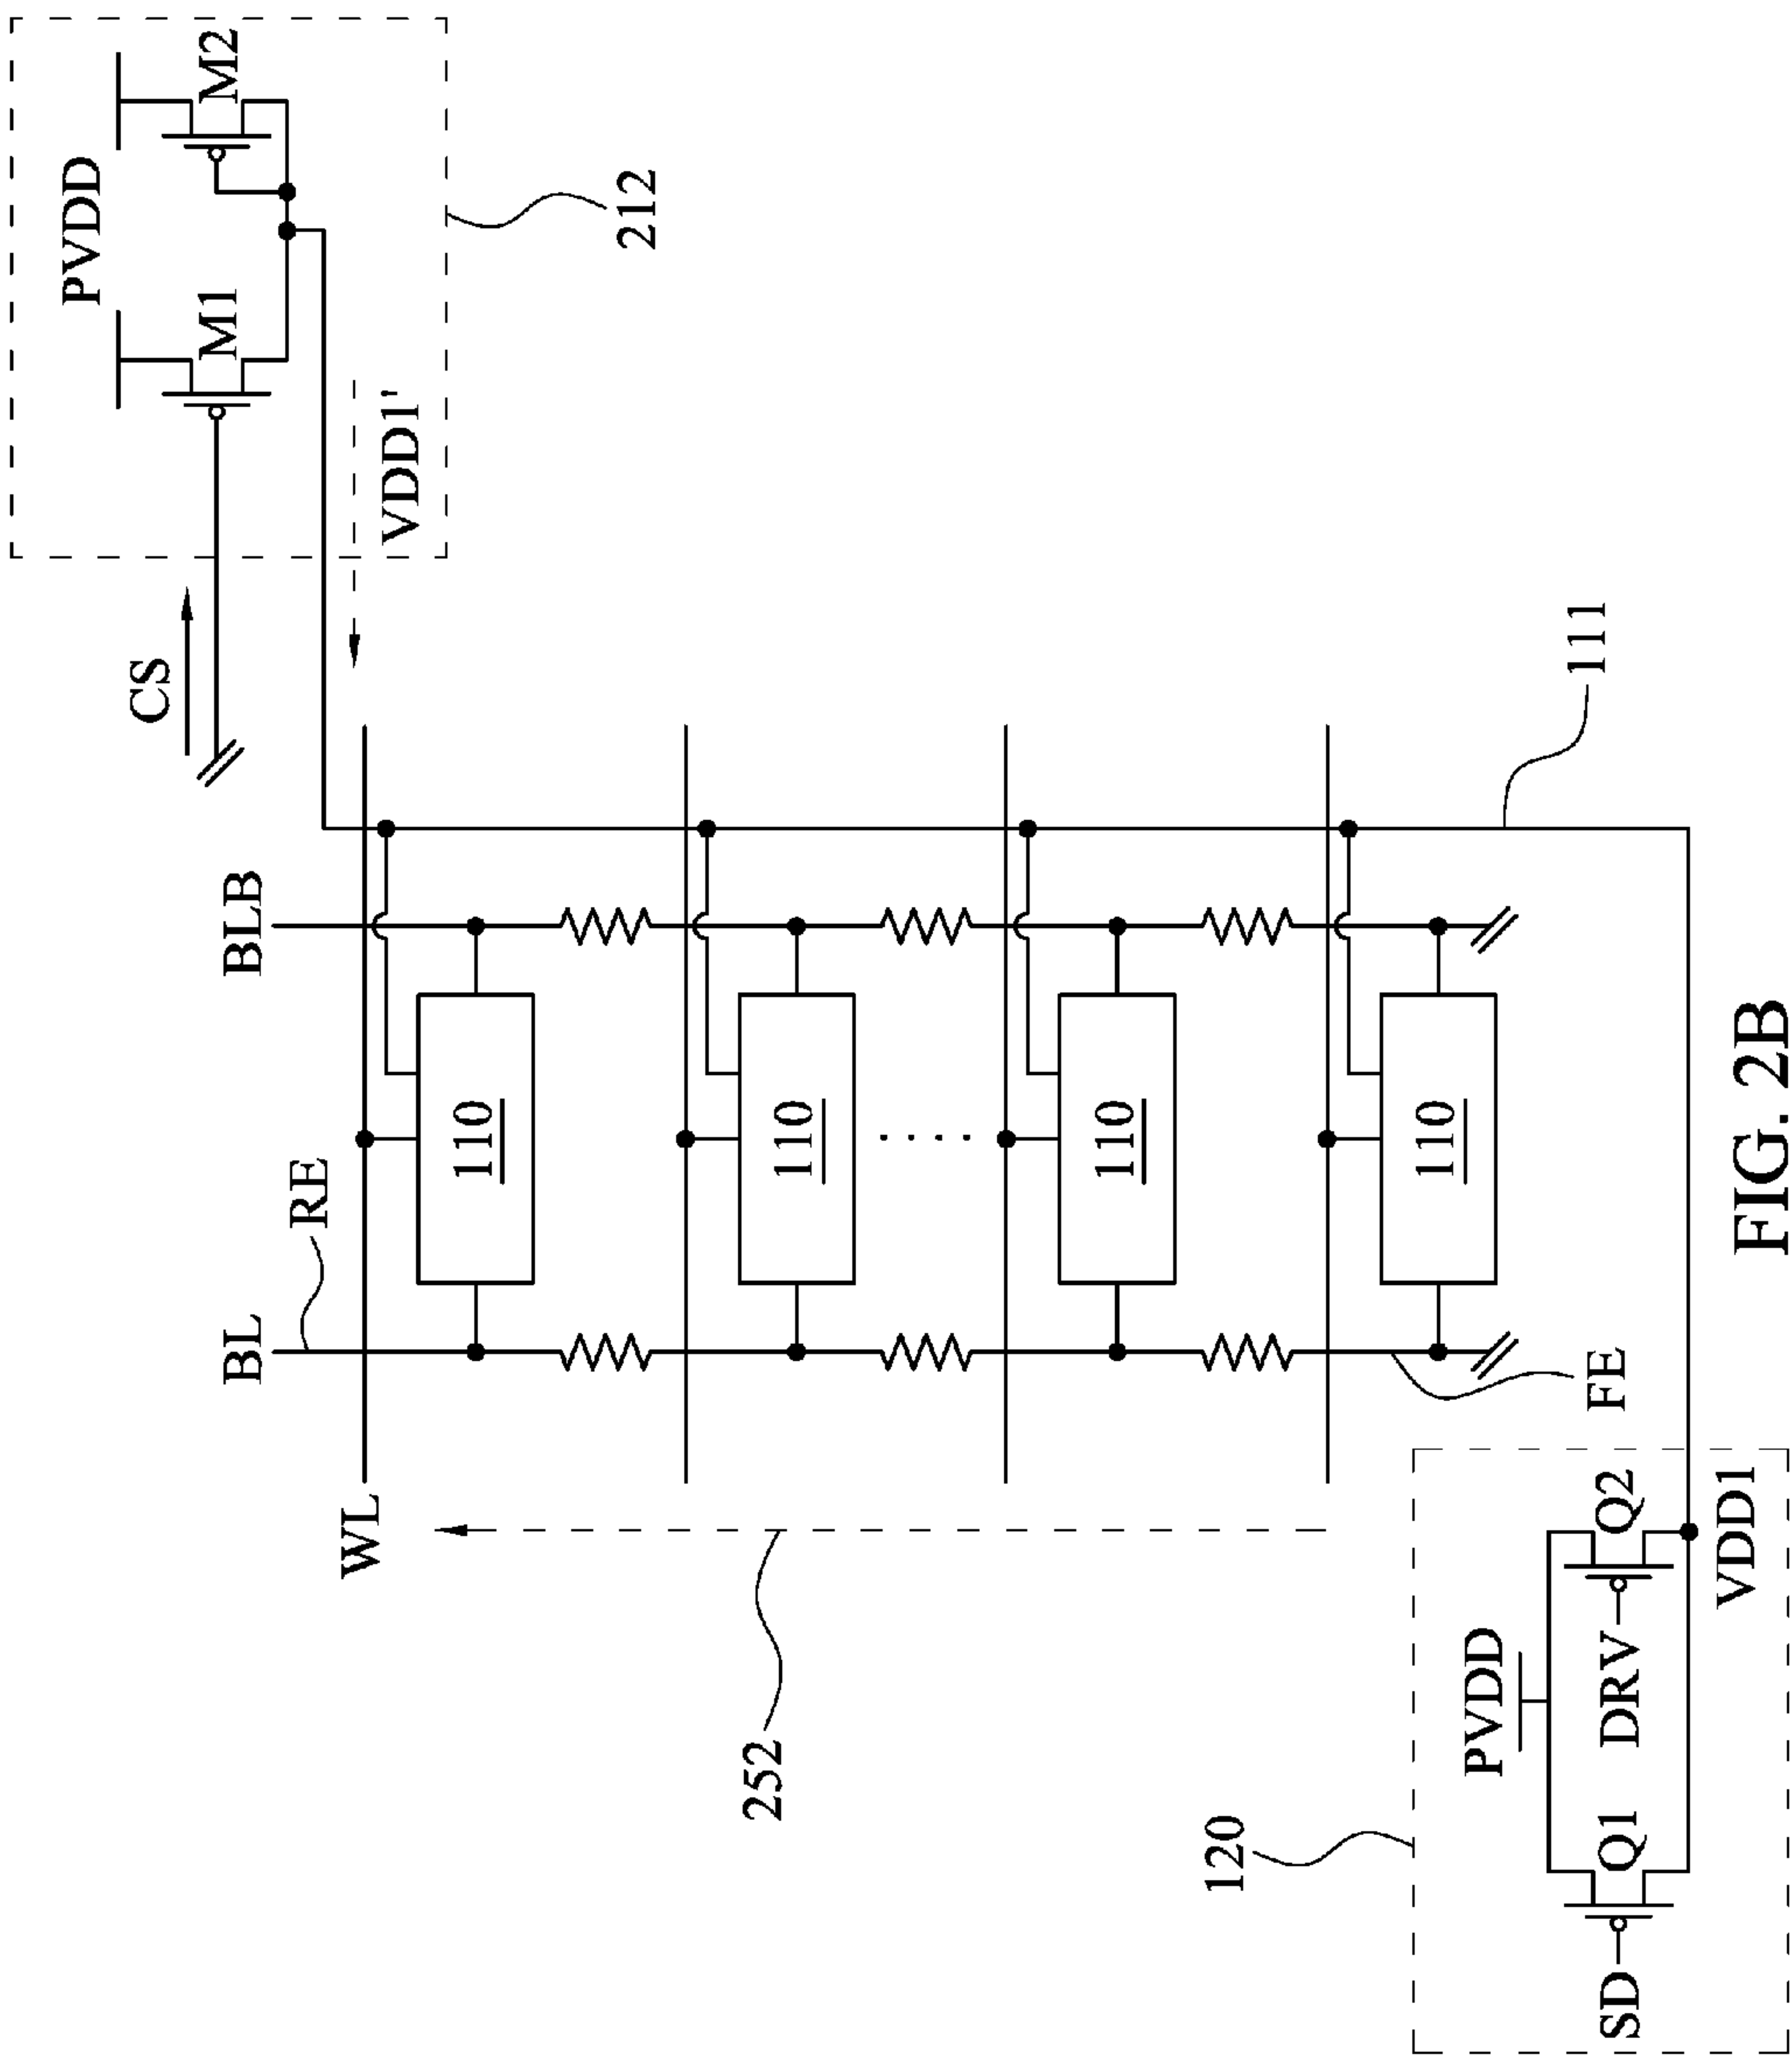 PVDD
M1
M2
CS
VDD1'
212
BL
BLB
RE
WL
110
110
. . . .
110
110
252
111
FE
120
PVDD
SD
Q1
DRV
Q2
VDD1
FIG. 2B